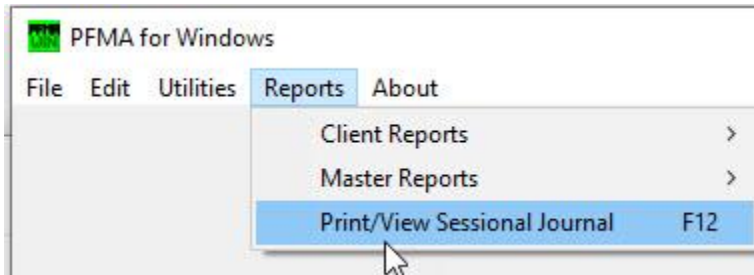 PFMA for Windows
File Edit Utilities Reports About
Client Reports >
Master Reports >
Print/View Sessional Journal F12